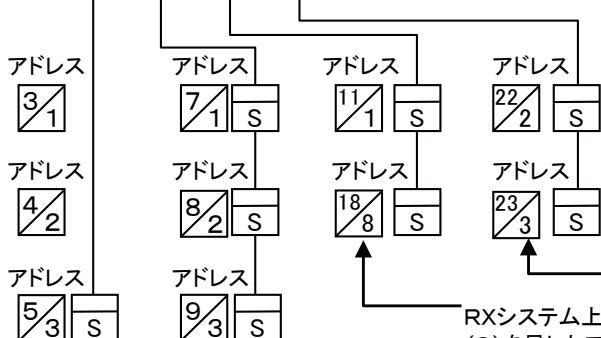 アドレス アドレス アドレス アドレス
3/1 7/1 S 11/1 S 22/2 S
アドレス アドレス アドレス アドレス
4/2 8/2 S 18/8 S 23/3 S
アドレス アドレス
5/3 S 9/3 S
RXシステム上